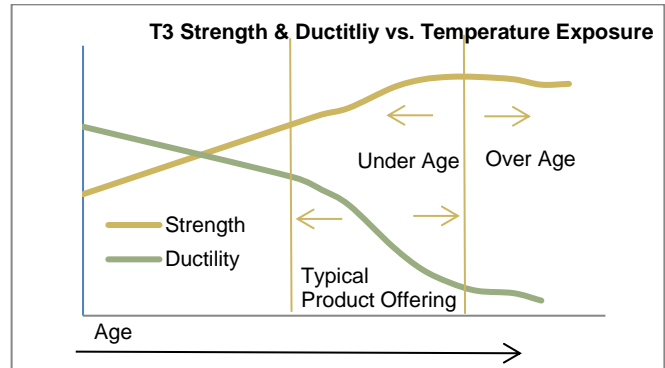 T3 Strength & Ductitliy vs. Temperature Exposure
Under Age
Over Age
Strength
Ductility
Typical
Product Offering
Age